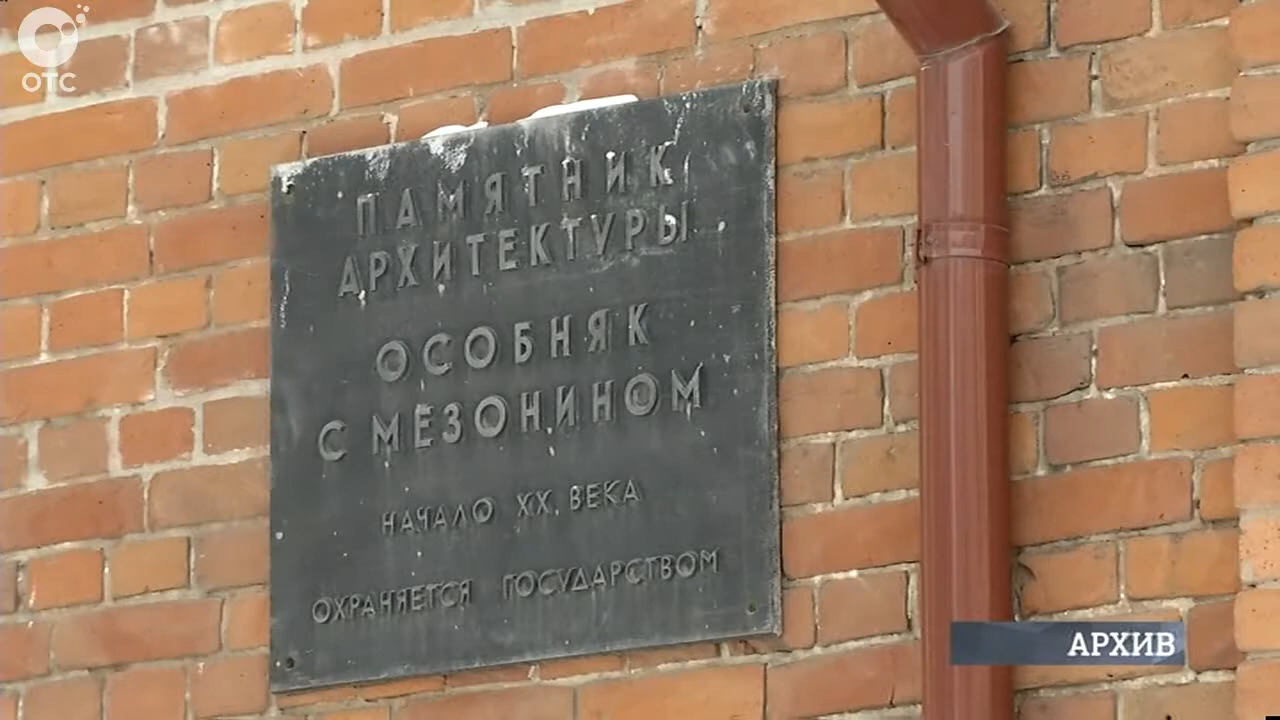 ОТС
ПАМЯТНИК
АРХИТЕКТУРЫ
ОСОБНЯК
С МЕЗОНИНОМ
НАЧАЛО XX. ВЕКА
ОХРАНЯЕТСЯ ГОСУДАРСТВОМ
АРХИВ